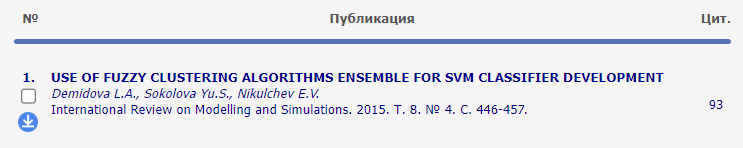 № Публикация Цит.
1. USE OF FUZZY CLUSTERING ALGORITHMS ENSEMBLE FOR SVM CLASSIFIER DEVELOPMENT
Demidova L.A., Sokolova Yu.S., Nikulchev E.V.
International Review on Modelling and Simulations. 2015. Т. 8. № 4. С. 446-457.
93